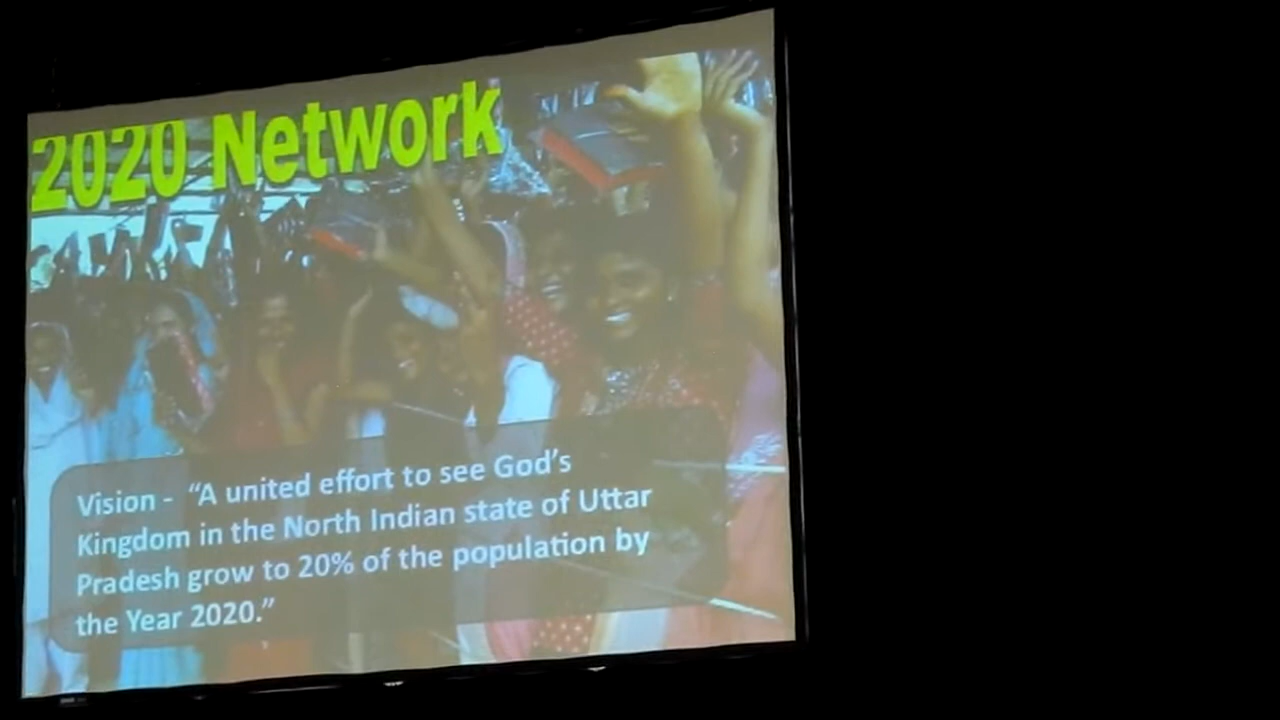 2020 Network
Vision - “A united effort to see God’s
Kingdom in the North Indian state of Uttar
Pradesh grow to 20% of the population by
the Year 2020.”